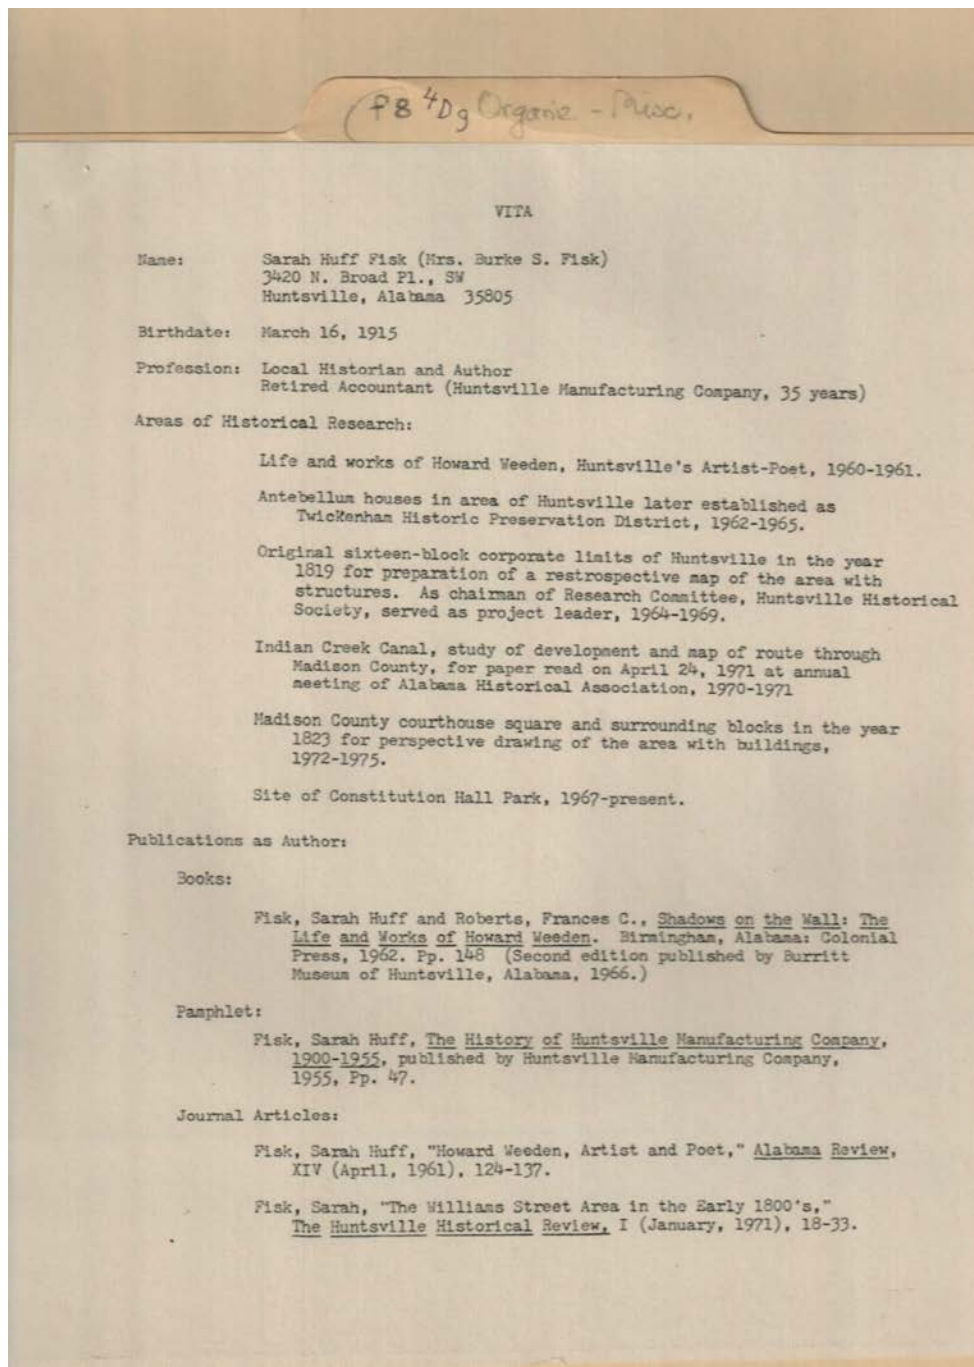 P8 4Dg Organic - Misc.
VITA
Name: Sarah Huff Fisk (Mrs. Burke S. Fisk)
3420 N. Broad Pl., SW
Huntsville, Alabama 35805
Birthdate: March 16, 1915
Profession: Local Historian and Author
Retired Accountant (Huntsville Manufacturing Company, 35 years)
Areas of Historical Research:
Life and works of Howard Weeden, Huntsville's Artist-Poet, 1960-1961.
Antebellum houses in area of Huntsville later established as
TwicKenham Historic Preservation District, 1962-1965.
Original sixteen-block corporate limits of Huntsville in the year
1819 for preparation of a restrospective map of the area with
structures. As chairman of Research Committee, Huntsville Historical
Society, served as project leader, 1964-1969.
Indian Creek Canal, study of development and map of route through
Madison County, for paper read on April 24, 1971 at annual
meeting of Alabama Historical Association, 1970-1971
Madison County courthouse square and surrounding blocks in the year
1823 for perspective drawing of the area with buildings,
1972-1975.
Site of Constitution Hall Park, 1967-present.
Publications as Author:
Books:
Fisk, Sarah Huff and Roberts, Frances C., Shadows on the Wall: The
Life and Works of Howard Weeden. Birmingham, Alabama: Colonial
Press, 1962. Pp. 148 (Second edition published by Burritt
Museum of Huntsville, Alabama, 1966.)
Pamphlet:
Fisk, Sarah Huff, The History of Huntsville Manufacturing Company,
1900-1955, published by Huntsville Manufacturing Company,
1955, Pp. 47.
Journal Articles:
Fisk, Sarah Huff, "Howard Weeden, Artist and Poet," Alabama Review,
XIV (April, 1961), 124-137.
Fisk, Sarah, "The Williams Street Area in the Early 1800's,"
The Huntsville Historical Review, I (January, 1971), 18-33.